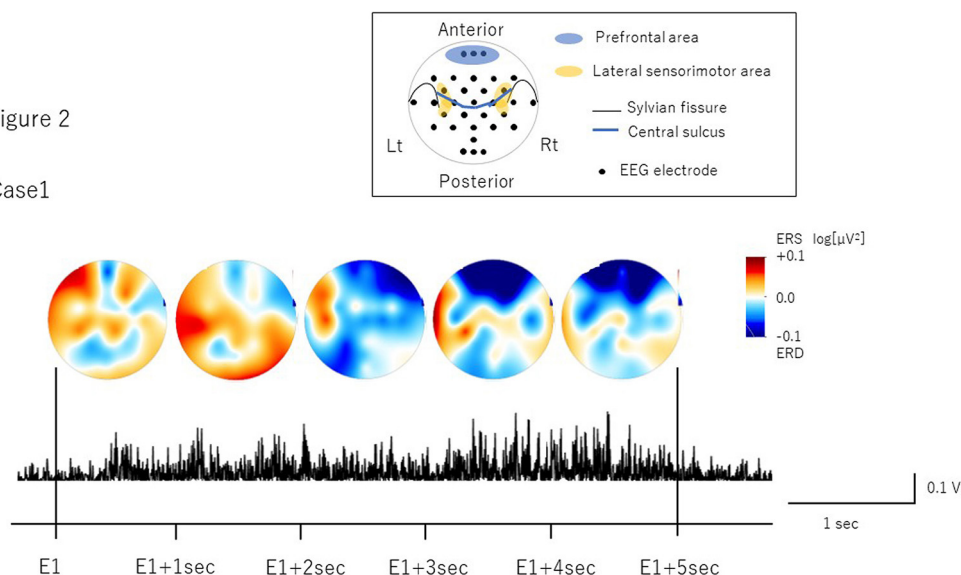 Anterior
Prefrontal area
Lateral sensorimotor area
Sylvian fissure
Central sulcus
Lt
Rt
EEG electrode
Posterior
igure 2
Case1
ERS log[μV²]
+0.1
0.0
-0.1
ERD
0.1 V
1 sec
E1
E1+1sec
E1+2sec
E1+3sec
E1+4sec
E1+5sec